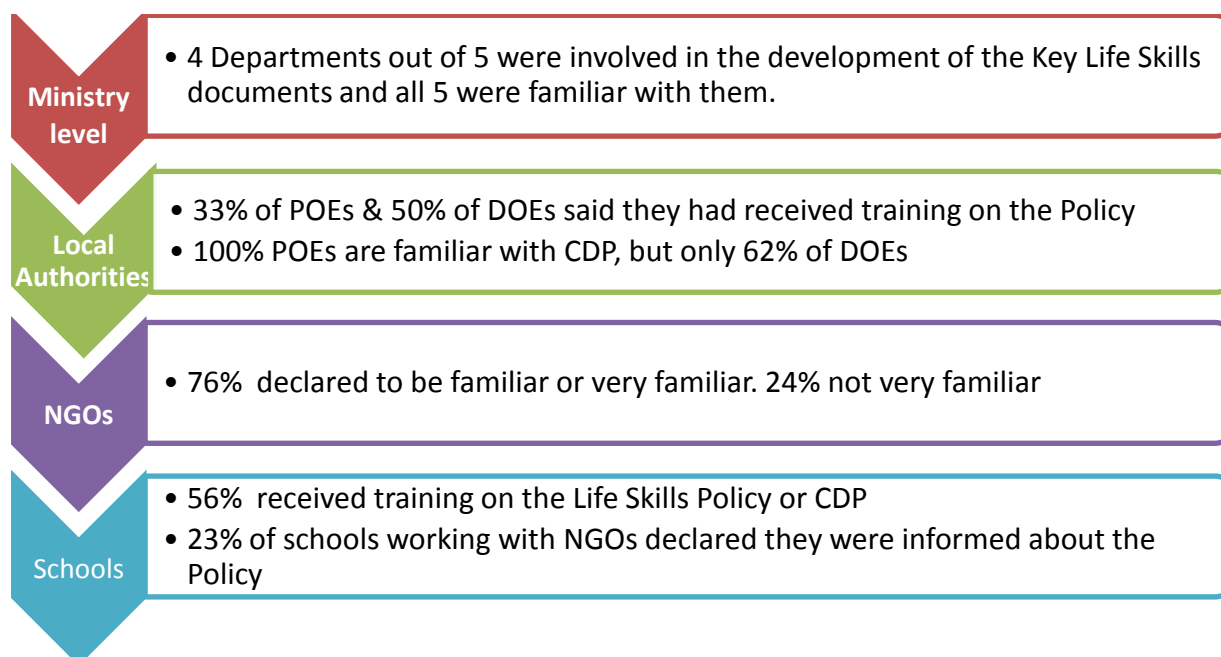 Ministry
level
• 4 Departments out of 5 were involved in the development of the Key Life Skills
documents and all 5 were familiar with them.
Local
Authorities
• 33% of POEs & 50% of DOEs said they had received training on the Policy
• 100% POEs are familiar with CDP, but only 62% of DOEs
NGOs
• 76%  declared to be familiar or very familiar. 24% not very familiar
Schools
• 56%  received training on the Life Skills Policy or CDP
• 23% of schools working with NGOs declared they were informed about the
Policy